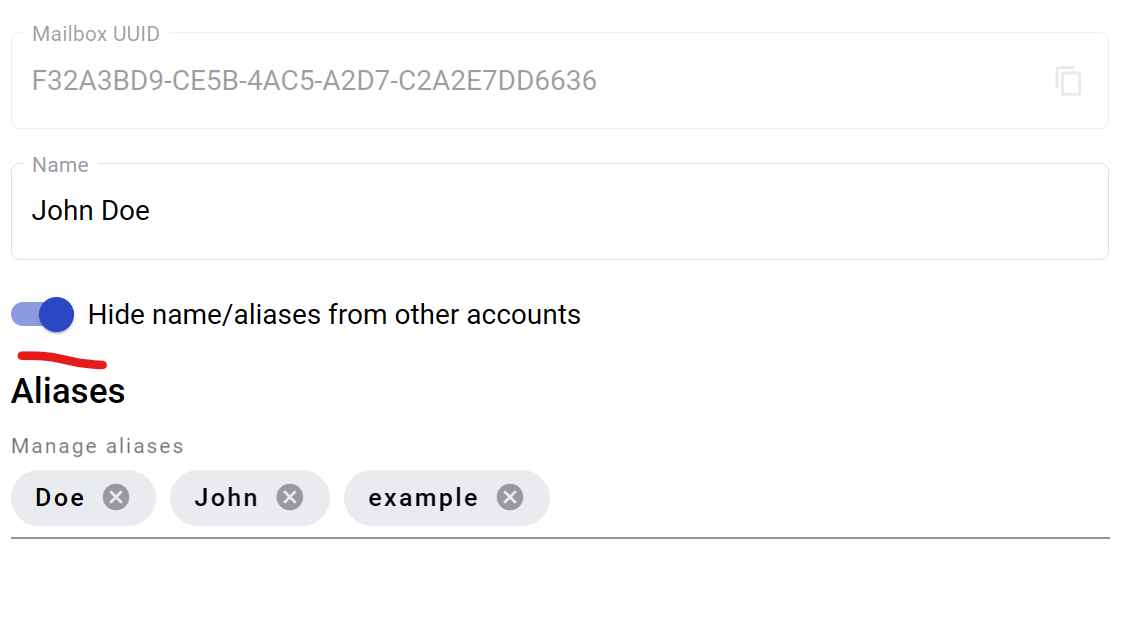 Mailbox UUID
F32A3BD9-CE5B-4AC5-A2D7-C2A2E7DD6636
Name
John Doe
Hide name/aliases from other accounts
Aliases
Manage aliases
Doe John example